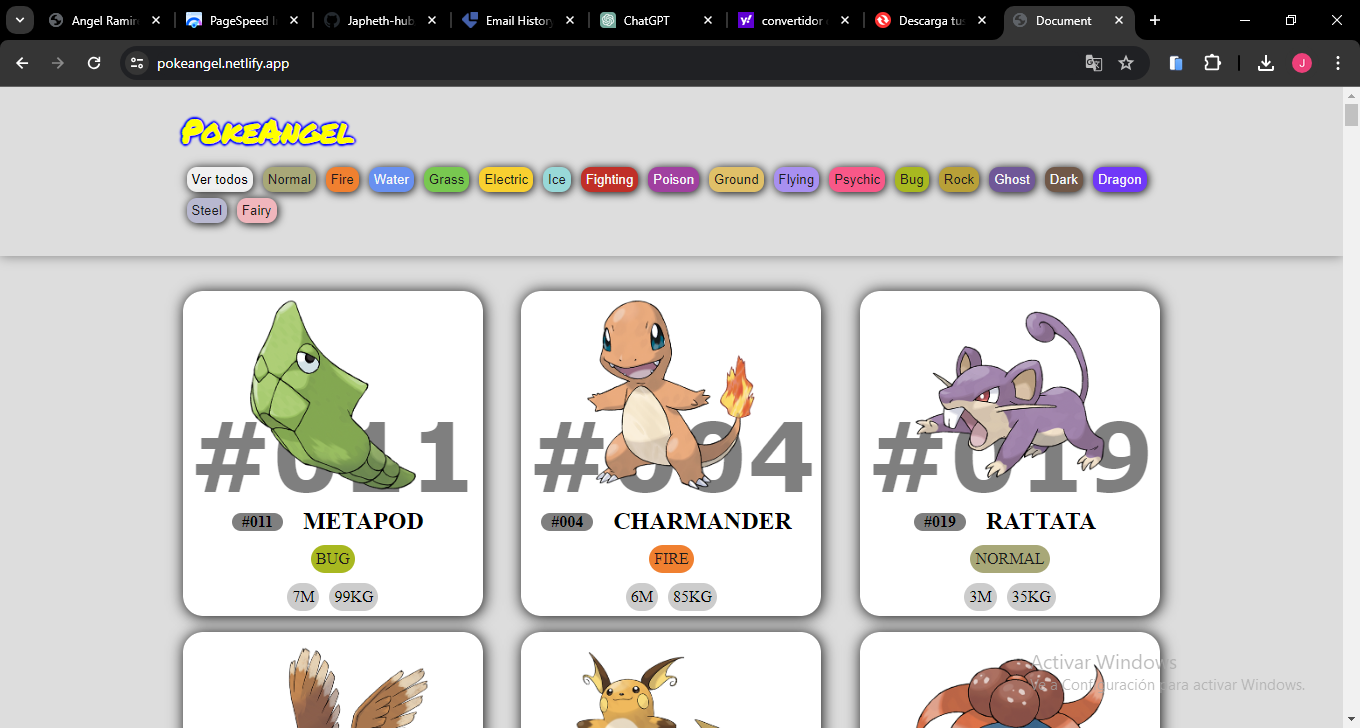 Angel Ramir
PageSpeed I
Japheth-hub
Email History
ChatGPT
convertidor
Descarga tus
Document
pokeangel.netlify.app
J
PokeAngel
Ver todos Normal Fire Water Grass Electric Ice Fighting Poison Ground Flying Psychic Bug Rock Ghost Dark Dragon
Steel Fairy
#011
#011 METAPOD
BUG
7M 99KG
#004
#004 CHARMANDER
FIRE
6M 85KG
#019
#019 RATTATA
NORMAL
3M 35KG
Activar Windows
Ve a Configuración para activar Windows.